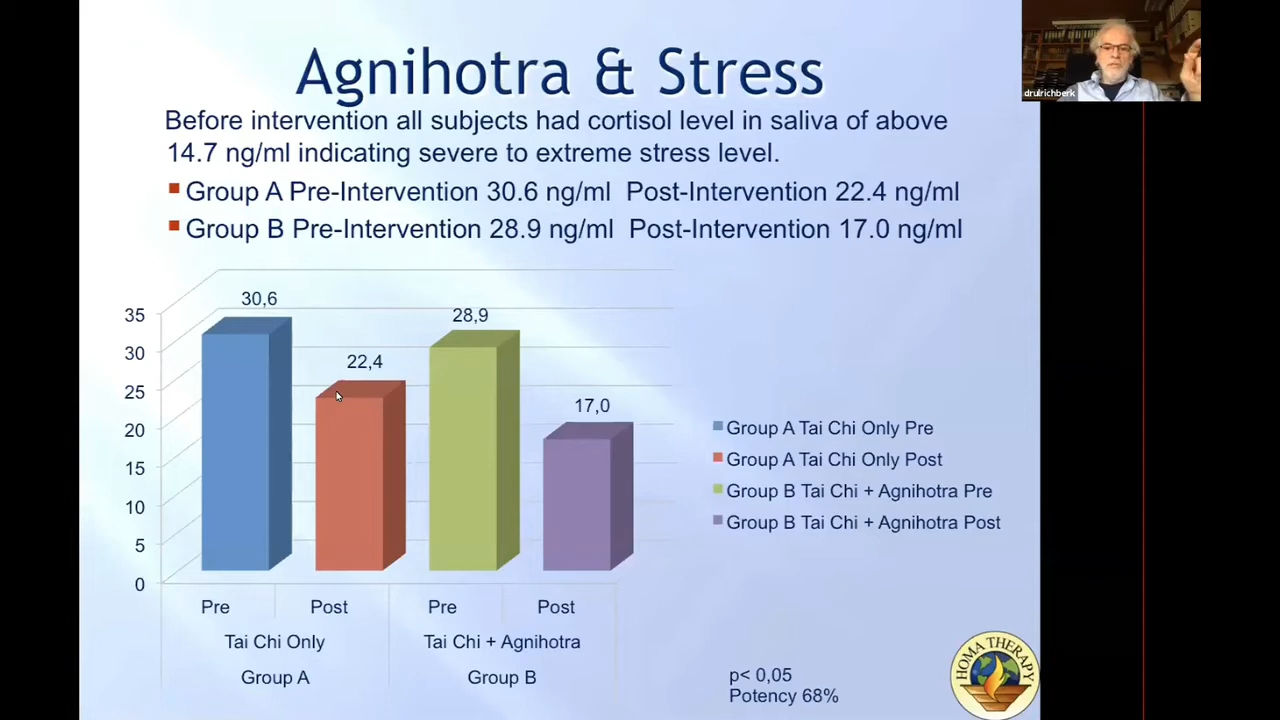 Agnihotra & Stress
drulrichberk
Before intervention all subjects had cortisol level in saliva of above
14.7 ng/ml indicating severe to extreme stress level.
Group A Pre-Intervention 30.6 ng/ml Post-Intervention 22.4 ng/ml
Group B Pre-Intervention 28.9 ng/ml Post-Intervention 17.0 ng/ml
35
30
25
20
15
10
5
0
30,6
22,4
28,9
17,0
Group A Tai Chi Only Pre
Group A Tai Chi Only Post
Group B Tai Chi + Agnihotra Pre
Group B Tai Chi + Agnihotra Post
Pre Post Pre Post
Tai Chi Only Tai Chi + Agnihotra
Group A Group B
p< 0,05
Potency 68%
HOMA THERAPY